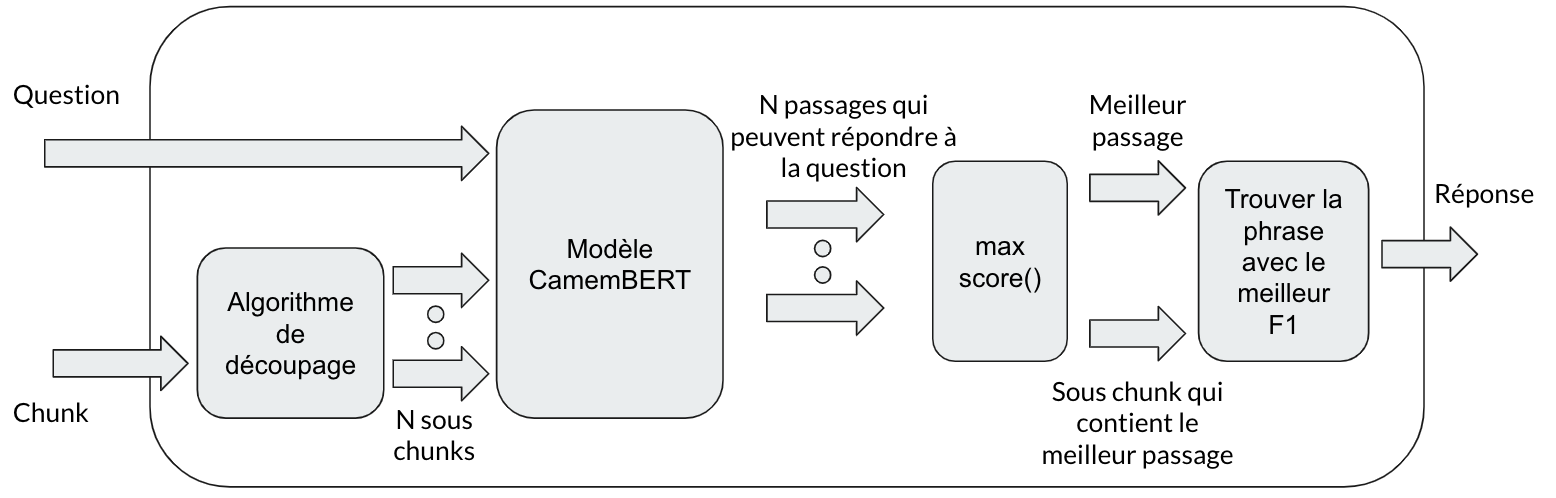 Question
Chunk
Algorithme
de
découpage
N sous
chunks
Modèle
CamemBERT
N passages qui
peuvent répondre à
la question
max
score()
Meilleur
passage
Sous chunk qui
contient le
meilleur passage
Trouver la
phrase
avec le
meilleur
F1
Réponse